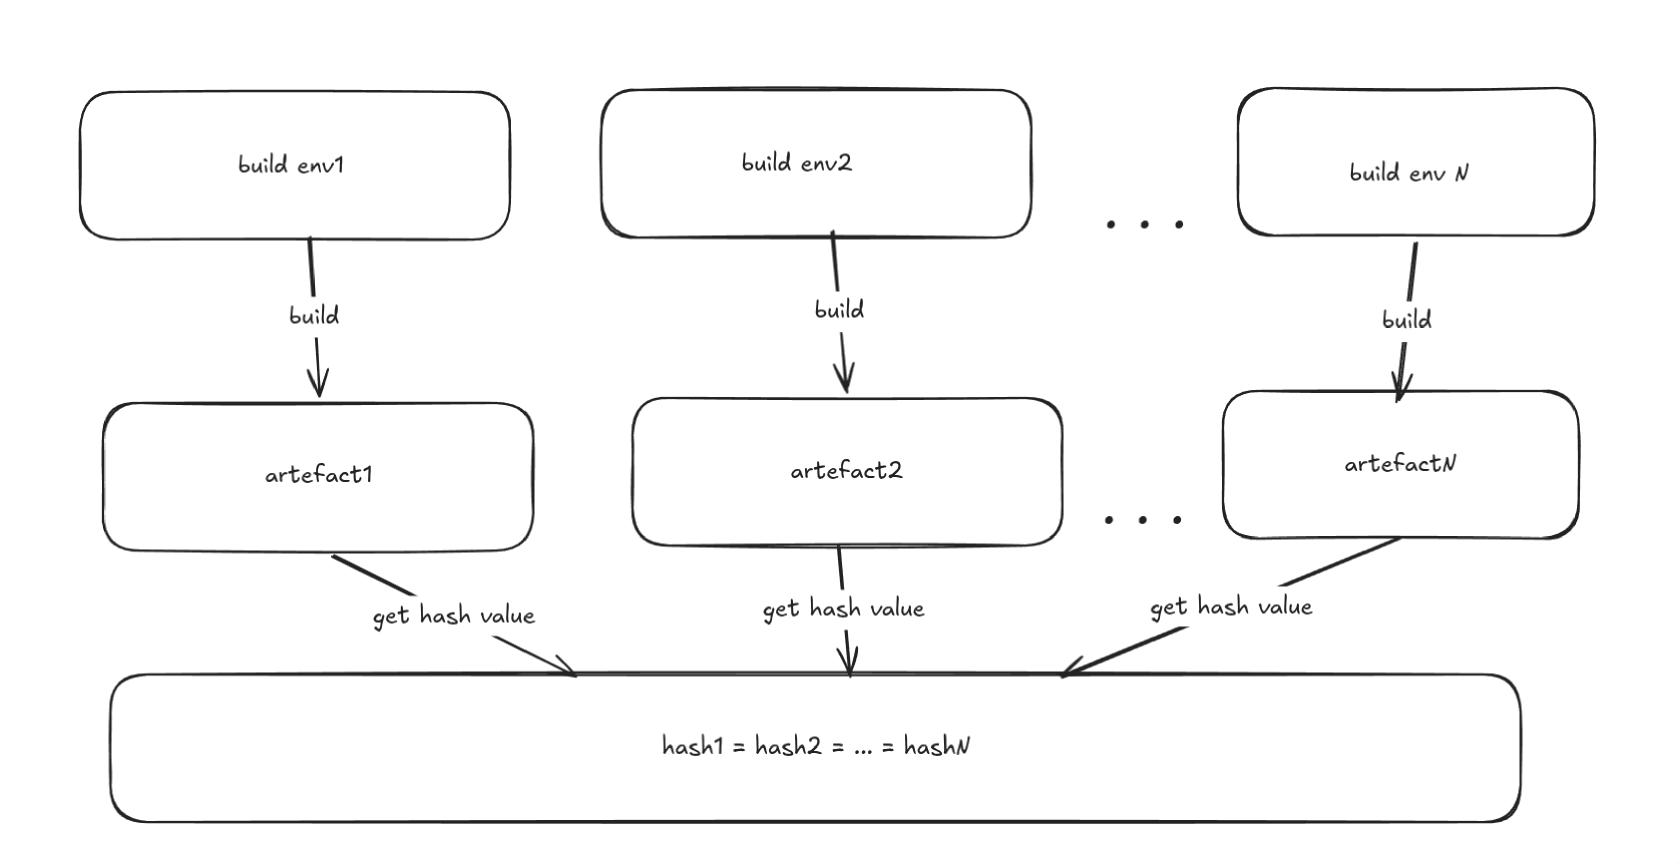 build env1
build env2
build env N
. . .
build
build
build
artefact1
artefact2
artefactN
. . .
get hash value
get hash value
get hash value
hash1 = hash2 = ... = hashN